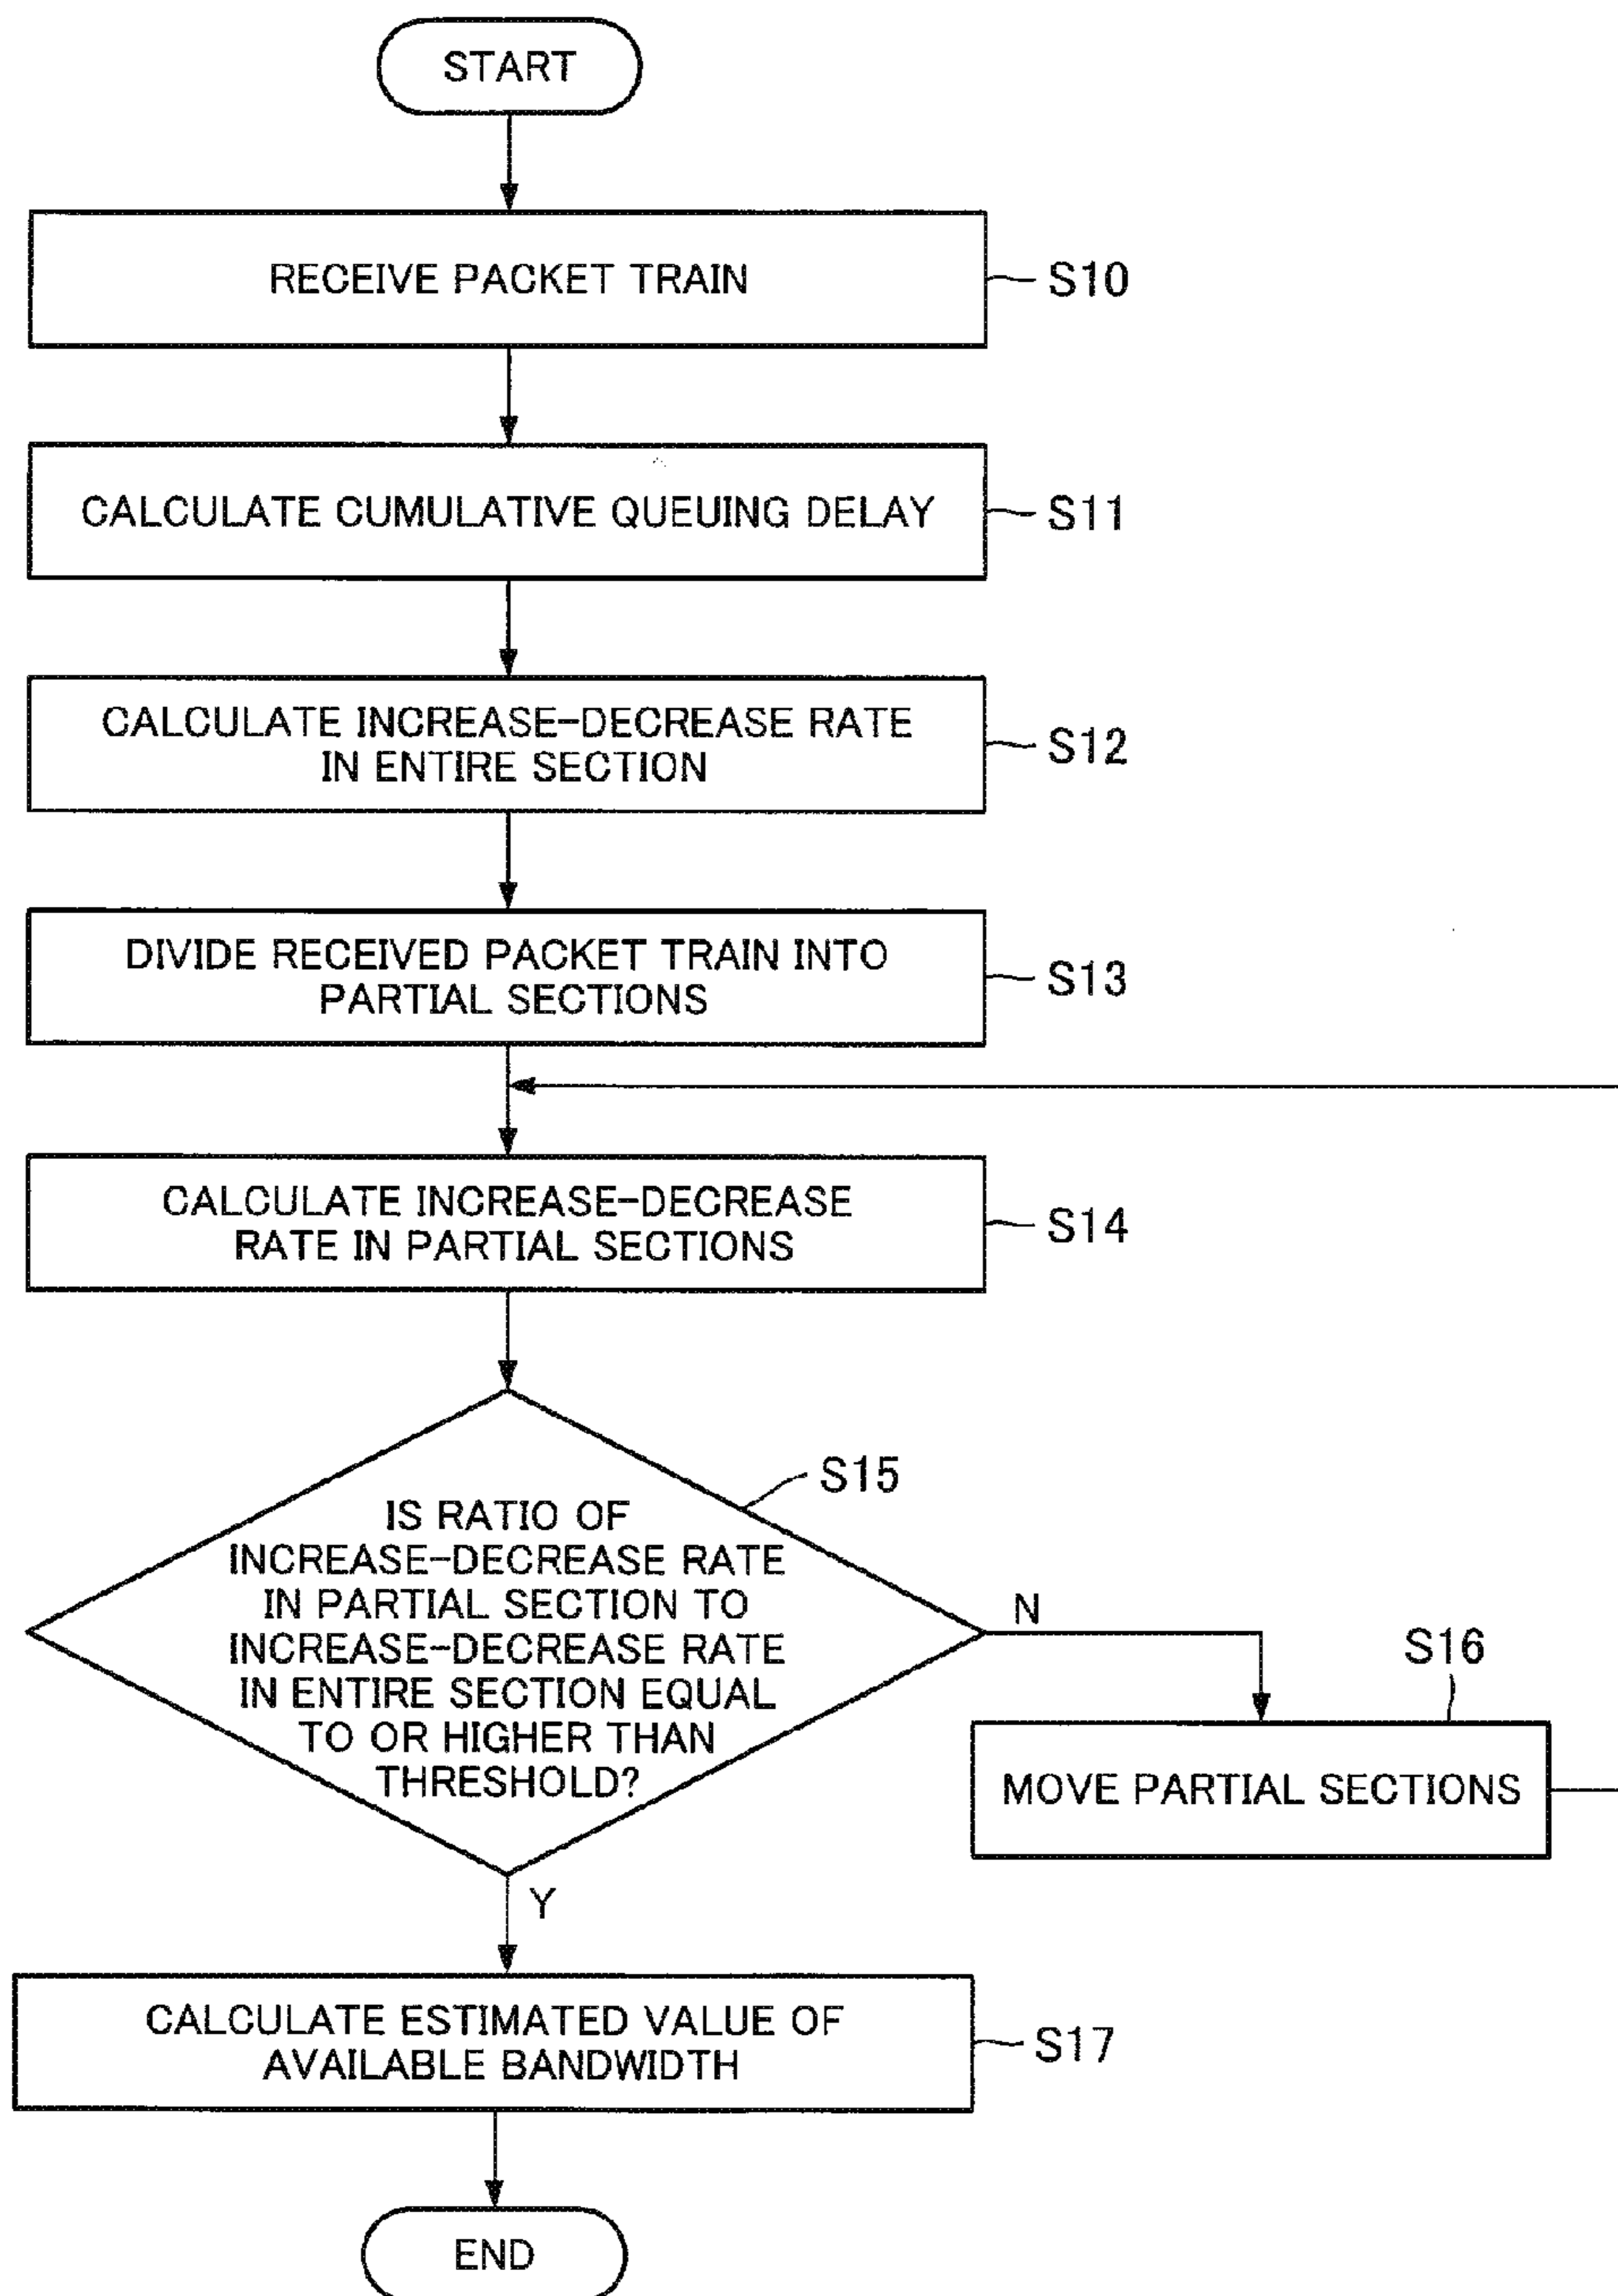 START
RECEIVE PACKET TRAIN
S10
CALCULATE CUMULATIVE QUEUING DELAY
S11
CALCULATE INCREASE-DECREASE RATE
IN ENTIRE SECTION
S12
DIVIDE RECEIVED PACKET TRAIN INTO
PARTIAL SECTIONS
S13
CALCULATE INCREASE-DECREASE
RATE IN PARTIAL SECTIONS
S14
S15
IS RATIO OF
INCREASE-DECREASE RATE
IN PARTIAL SECTION TO
INCREASE-DECREASE RATE
IN ENTIRE SECTION EQUAL
TO OR HIGHER THAN
THRESHOLD?
N
S16
MOVE PARTIAL SECTIONS
Y
CALCULATE ESTIMATED VALUE OF
AVAILABLE BANDWIDTH
S17
END